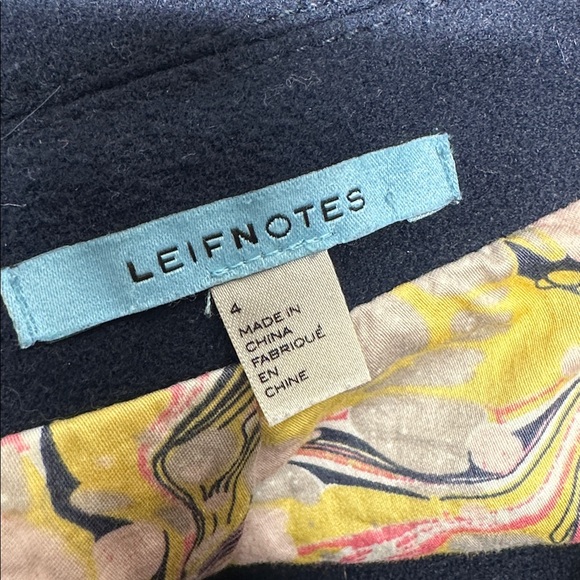 LEIFNOTES
4
MADE IN
CHINA
FABRIQUÉ
EN
CHINE